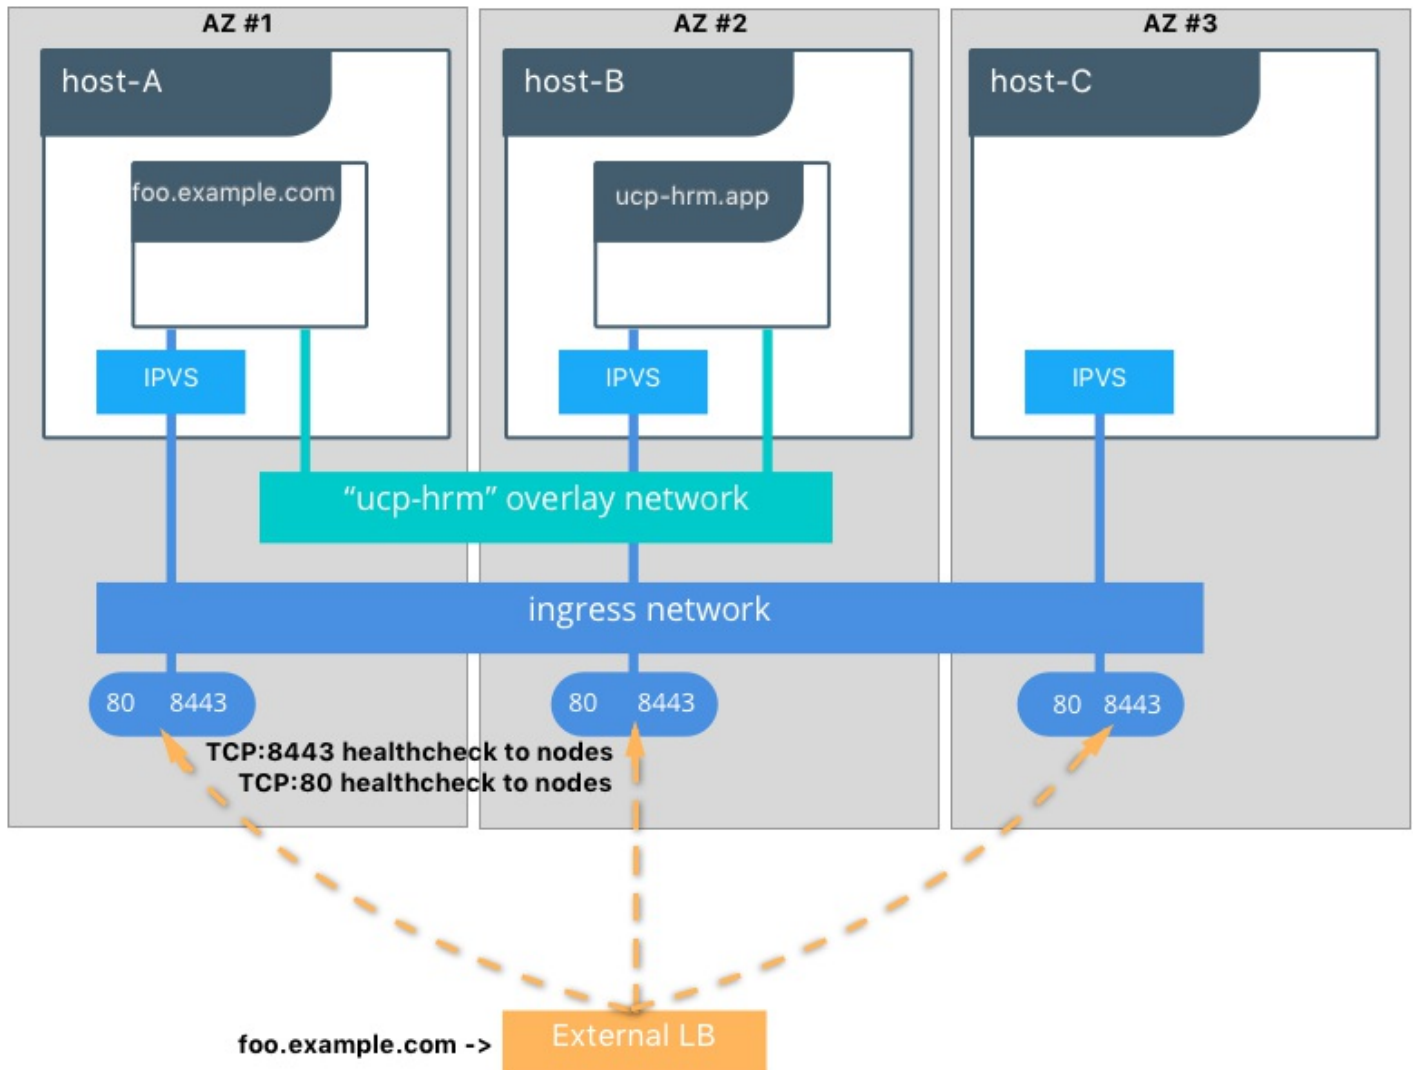 AZ #1
AZ #2
AZ #3
host-A
host-B
host-C
foo.example.com
ucp-hrm.app
IPVS
IPVS
IPVS
“ucp-hrm” overlay network
ingress network
80 8443
80 8443
80 8443
TCP:8443 healthcheck to nodes
TCP:80 healthcheck to nodes
foo.example.com ->
External LB